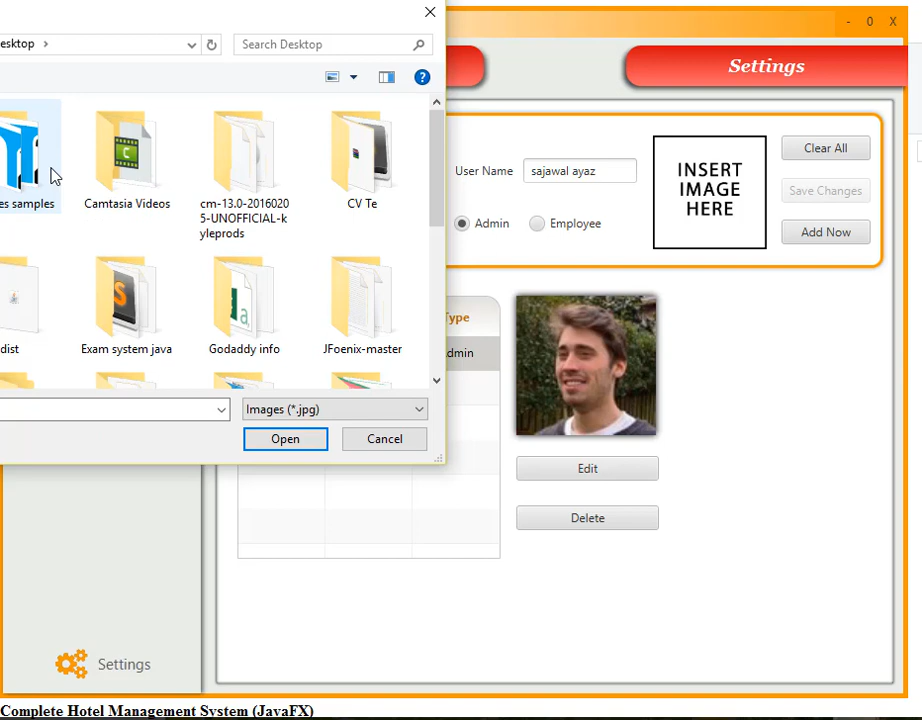 - 0 X
esktop >
Search Desktop
Settings
?
es samples
Camtasia Videos
cm-13.0-2016020
5-UNOFFICIAL-k
yleprods
CV Te
dist
Exam system java
Godaddy info
JFoenix-master
Images (*.jpg)
Open
Cancel
User Name
sajawal ayaz
Admin
Employee
INSERT
IMAGE
HERE
Clear All
Save Changes
Add Now
Type
dmin
Edit
Delete
Settings
Complete Hotel Management System (JavaFX)